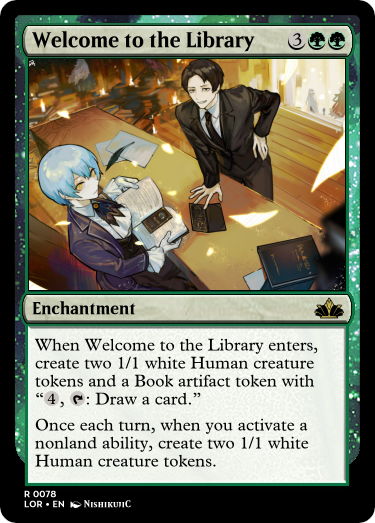 Welcome to the Library 3
Enchantment
When Welcome to the Library enters,
create two 1/1 white Human creature
tokens and a Book artifact token with
“4, : Draw a card.”
Once each turn, when you activate a
nonland ability, create two 1/1 white
Human creature tokens.
R 0078
LOR • EN NishikujiC